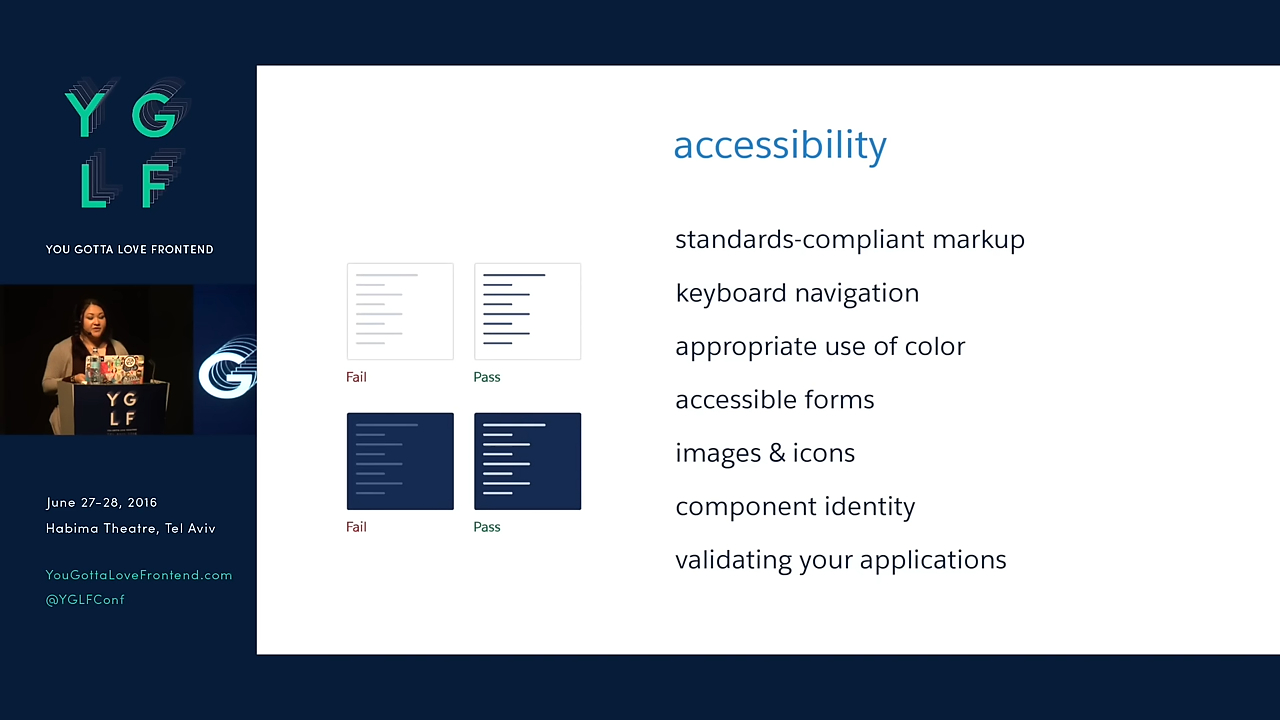 Y G
L F
YOU GOTTA LOVE FRONTEND
G
Y G
L F
June 27-28, 2016
Habima Theatre, Tel Aviv
YouGottaLoveFrontend.com
@YGLFConf
accessibility
standards-compliant markup
keyboard navigation
appropriate use of color
accessible forms
images & icons
component identity
validating your applications
Fail
Pass
Fail
Pass